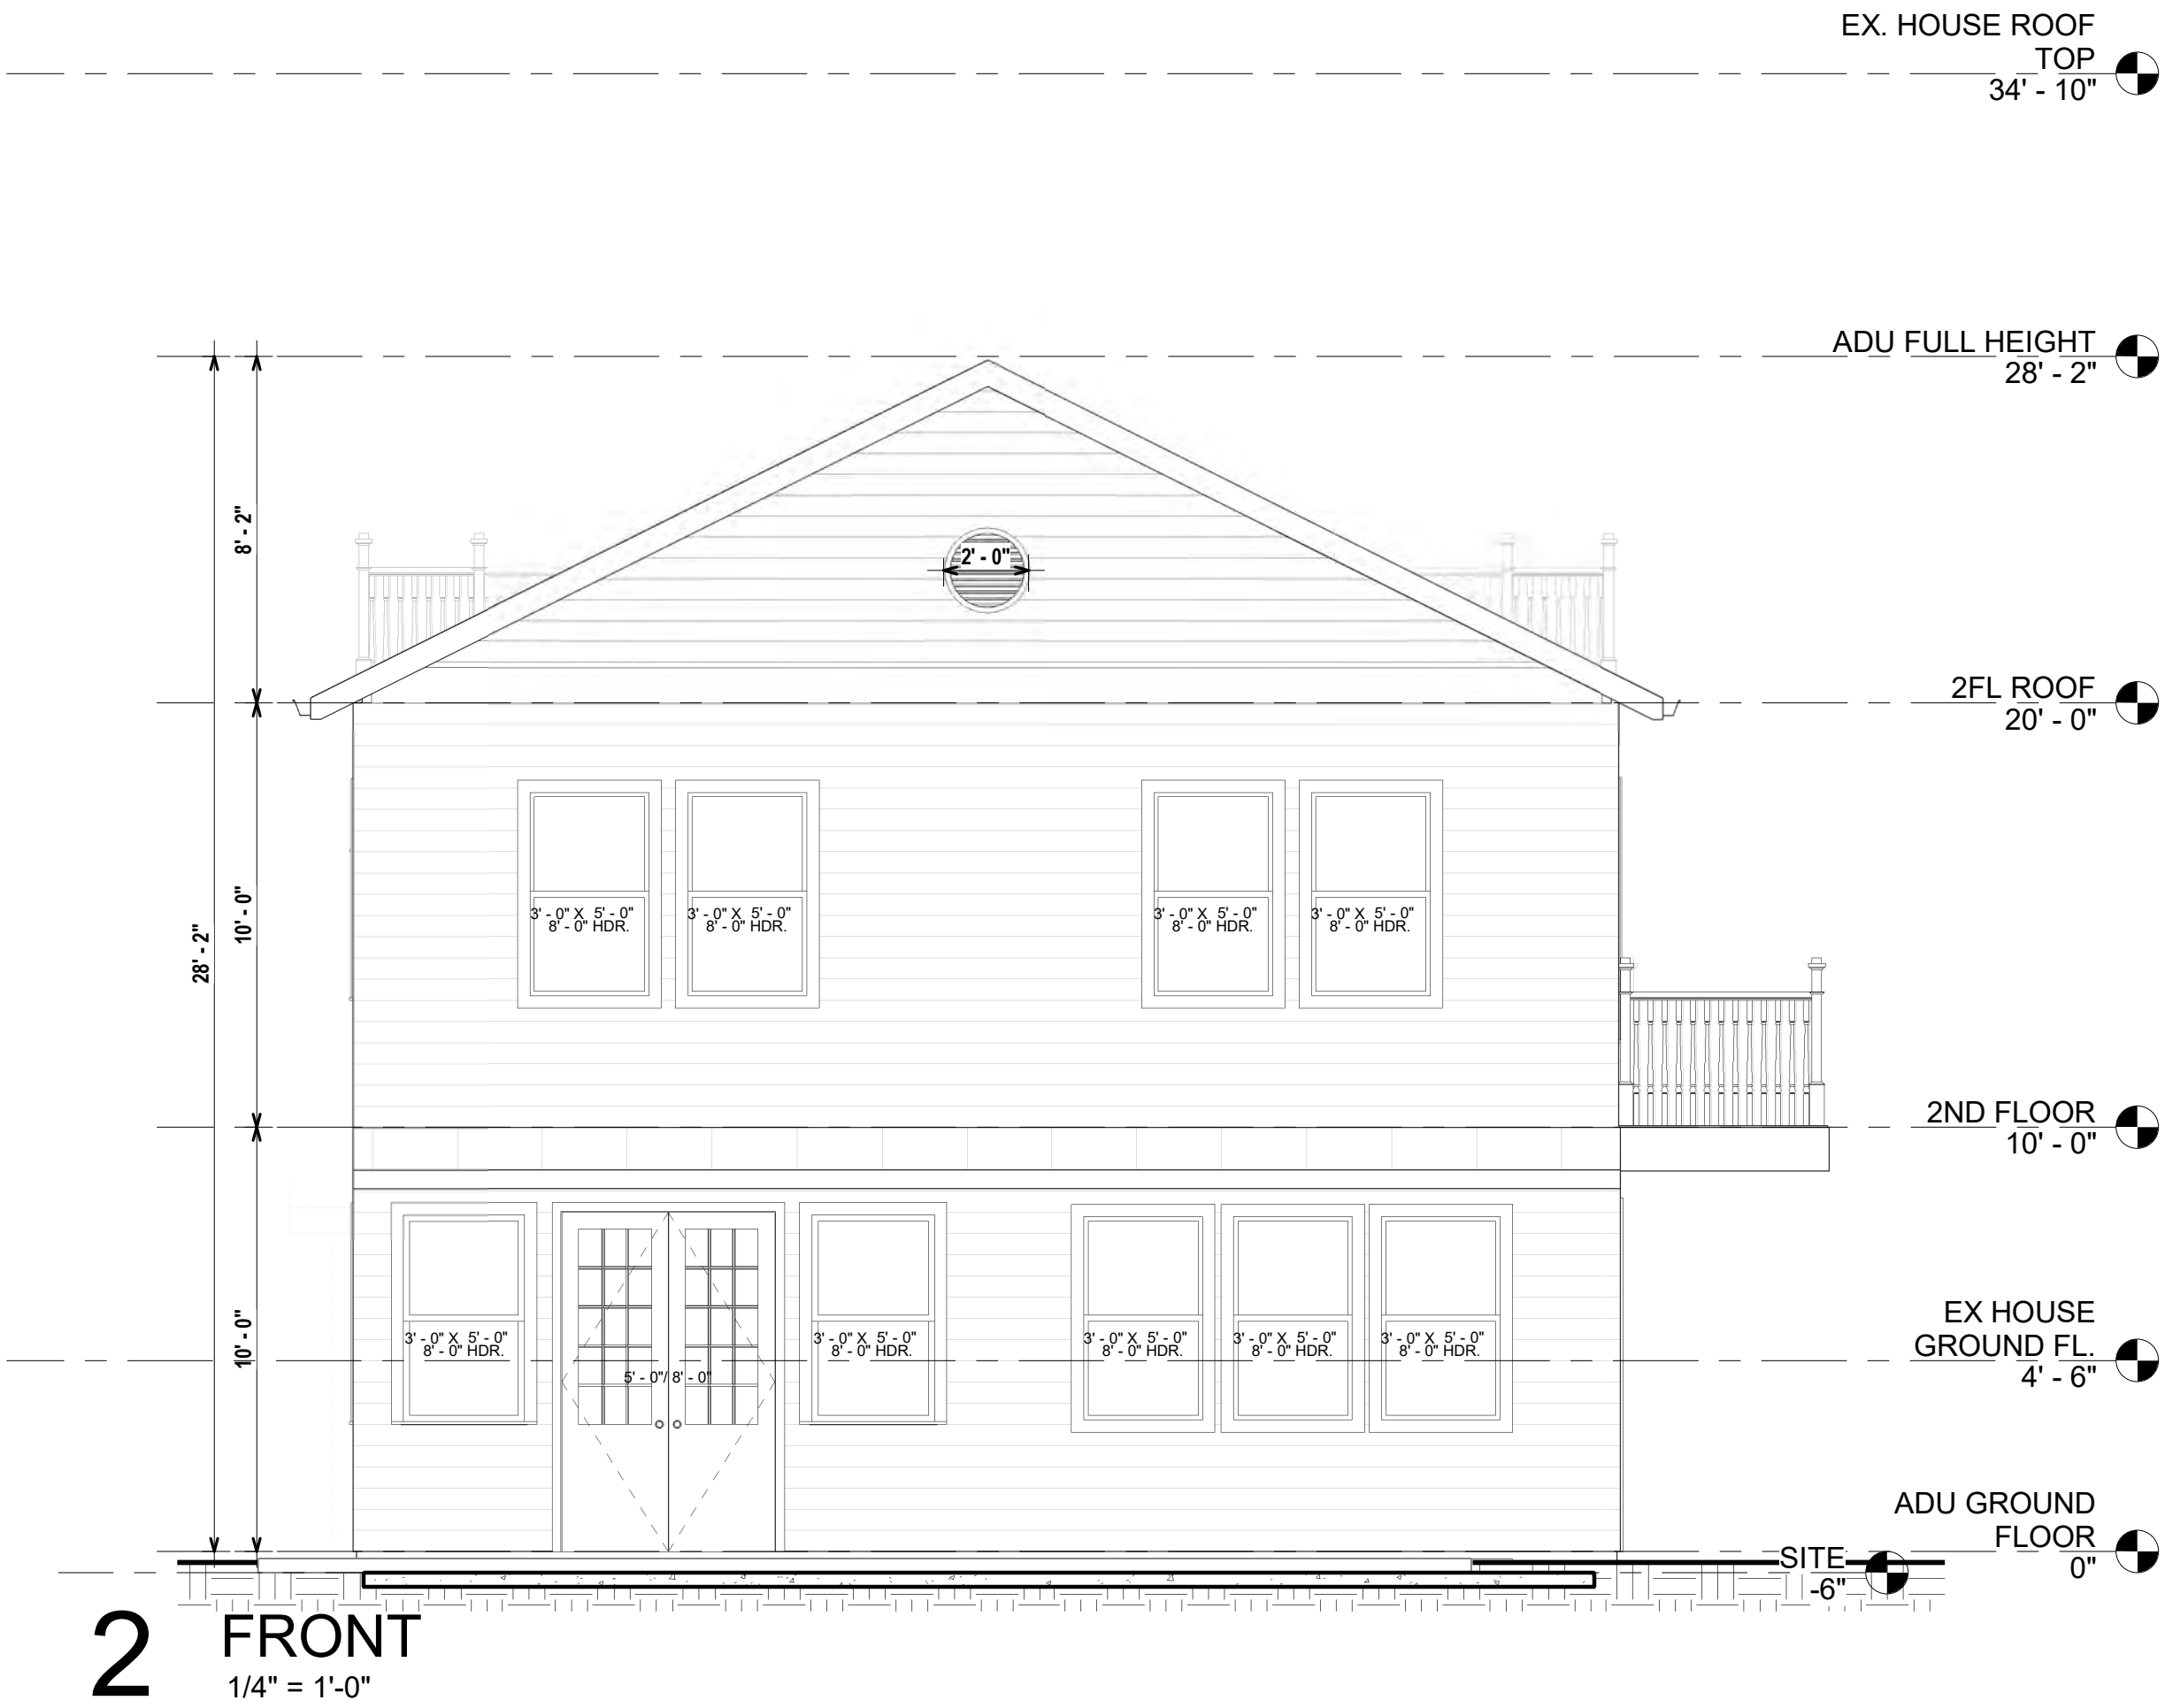 EX. HOUSE ROOF
TOP
34' - 10"
ADU FULL HEIGHT
28' - 2"
8' - 2"
2' - 0"
2FL ROOF
20' - 0"
10' - 0"
28' - 2"
3' - 0" X 5' - 0"
8' - 0" HDR.
3' - 0" X 5' - 0"
8' - 0" HDR.
3' - 0" X 5' - 0"
8' - 0" HDR.
3' - 0" X 5' - 0"
8' - 0" HDR.
2ND FLOOR
10' - 0"
10' - 0"
3' - 0" X 5' - 0"
8' - 0" HDR.
5' - 0"/ 8' - 0"
3' - 0" X 5' - 0"
8' - 0" HDR.
3' - 0" X 5' - 0"
8' - 0" HDR.
3' - 0" X 5' - 0"
8' - 0" HDR.
3' - 0" X 5' - 0"
8' - 0" HDR.
EX HOUSE
GROUND FL.
4' - 6"
ADU GROUND
FLOOR
0"
SITE
-6"
2 FRONT
1/4" = 1'-0"